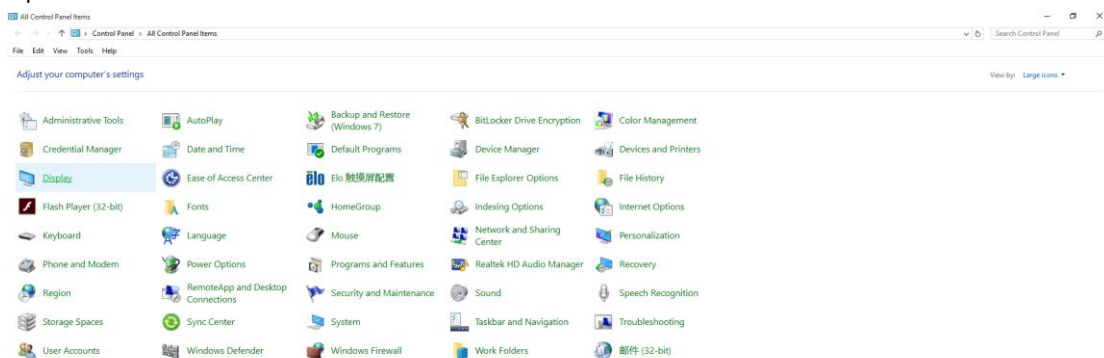 All Control Panel Items
Control Panel › All Control Panel Items
Search Control Panel
File Edit View Tools Help
Adjust your computer's settings
View by: Large icons
Administrative Tools
AutoPlay
Backup and Restore
(Windows 7)
BitLocker Drive Encryption
Color Management
Credential Manager
Date and Time
Default Programs
Device Manager
Devices and Printers
Display
Ease of Access Center
elo
Elo 触摸屏配置
File Explorer Options
File History
Flash Player (32-bit)
Fonts
HomeGroup
Indexing Options
Internet Options
Keyboard
Language
Mouse
Network and Sharing
Center
Personalization
Phone and Modem
Power Options
Programs and Features
Realtek HD Audio Manager
Recovery
Region
RemoteApp and Desktop
Connections
Security and Maintenance
Sound
Speech Recognition
Storage Spaces
Sync Center
System
Taskbar and Navigation
Troubleshooting
User Accounts
Windows Defender
Windows Firewall
Work Folders
邮件 (32-bit)